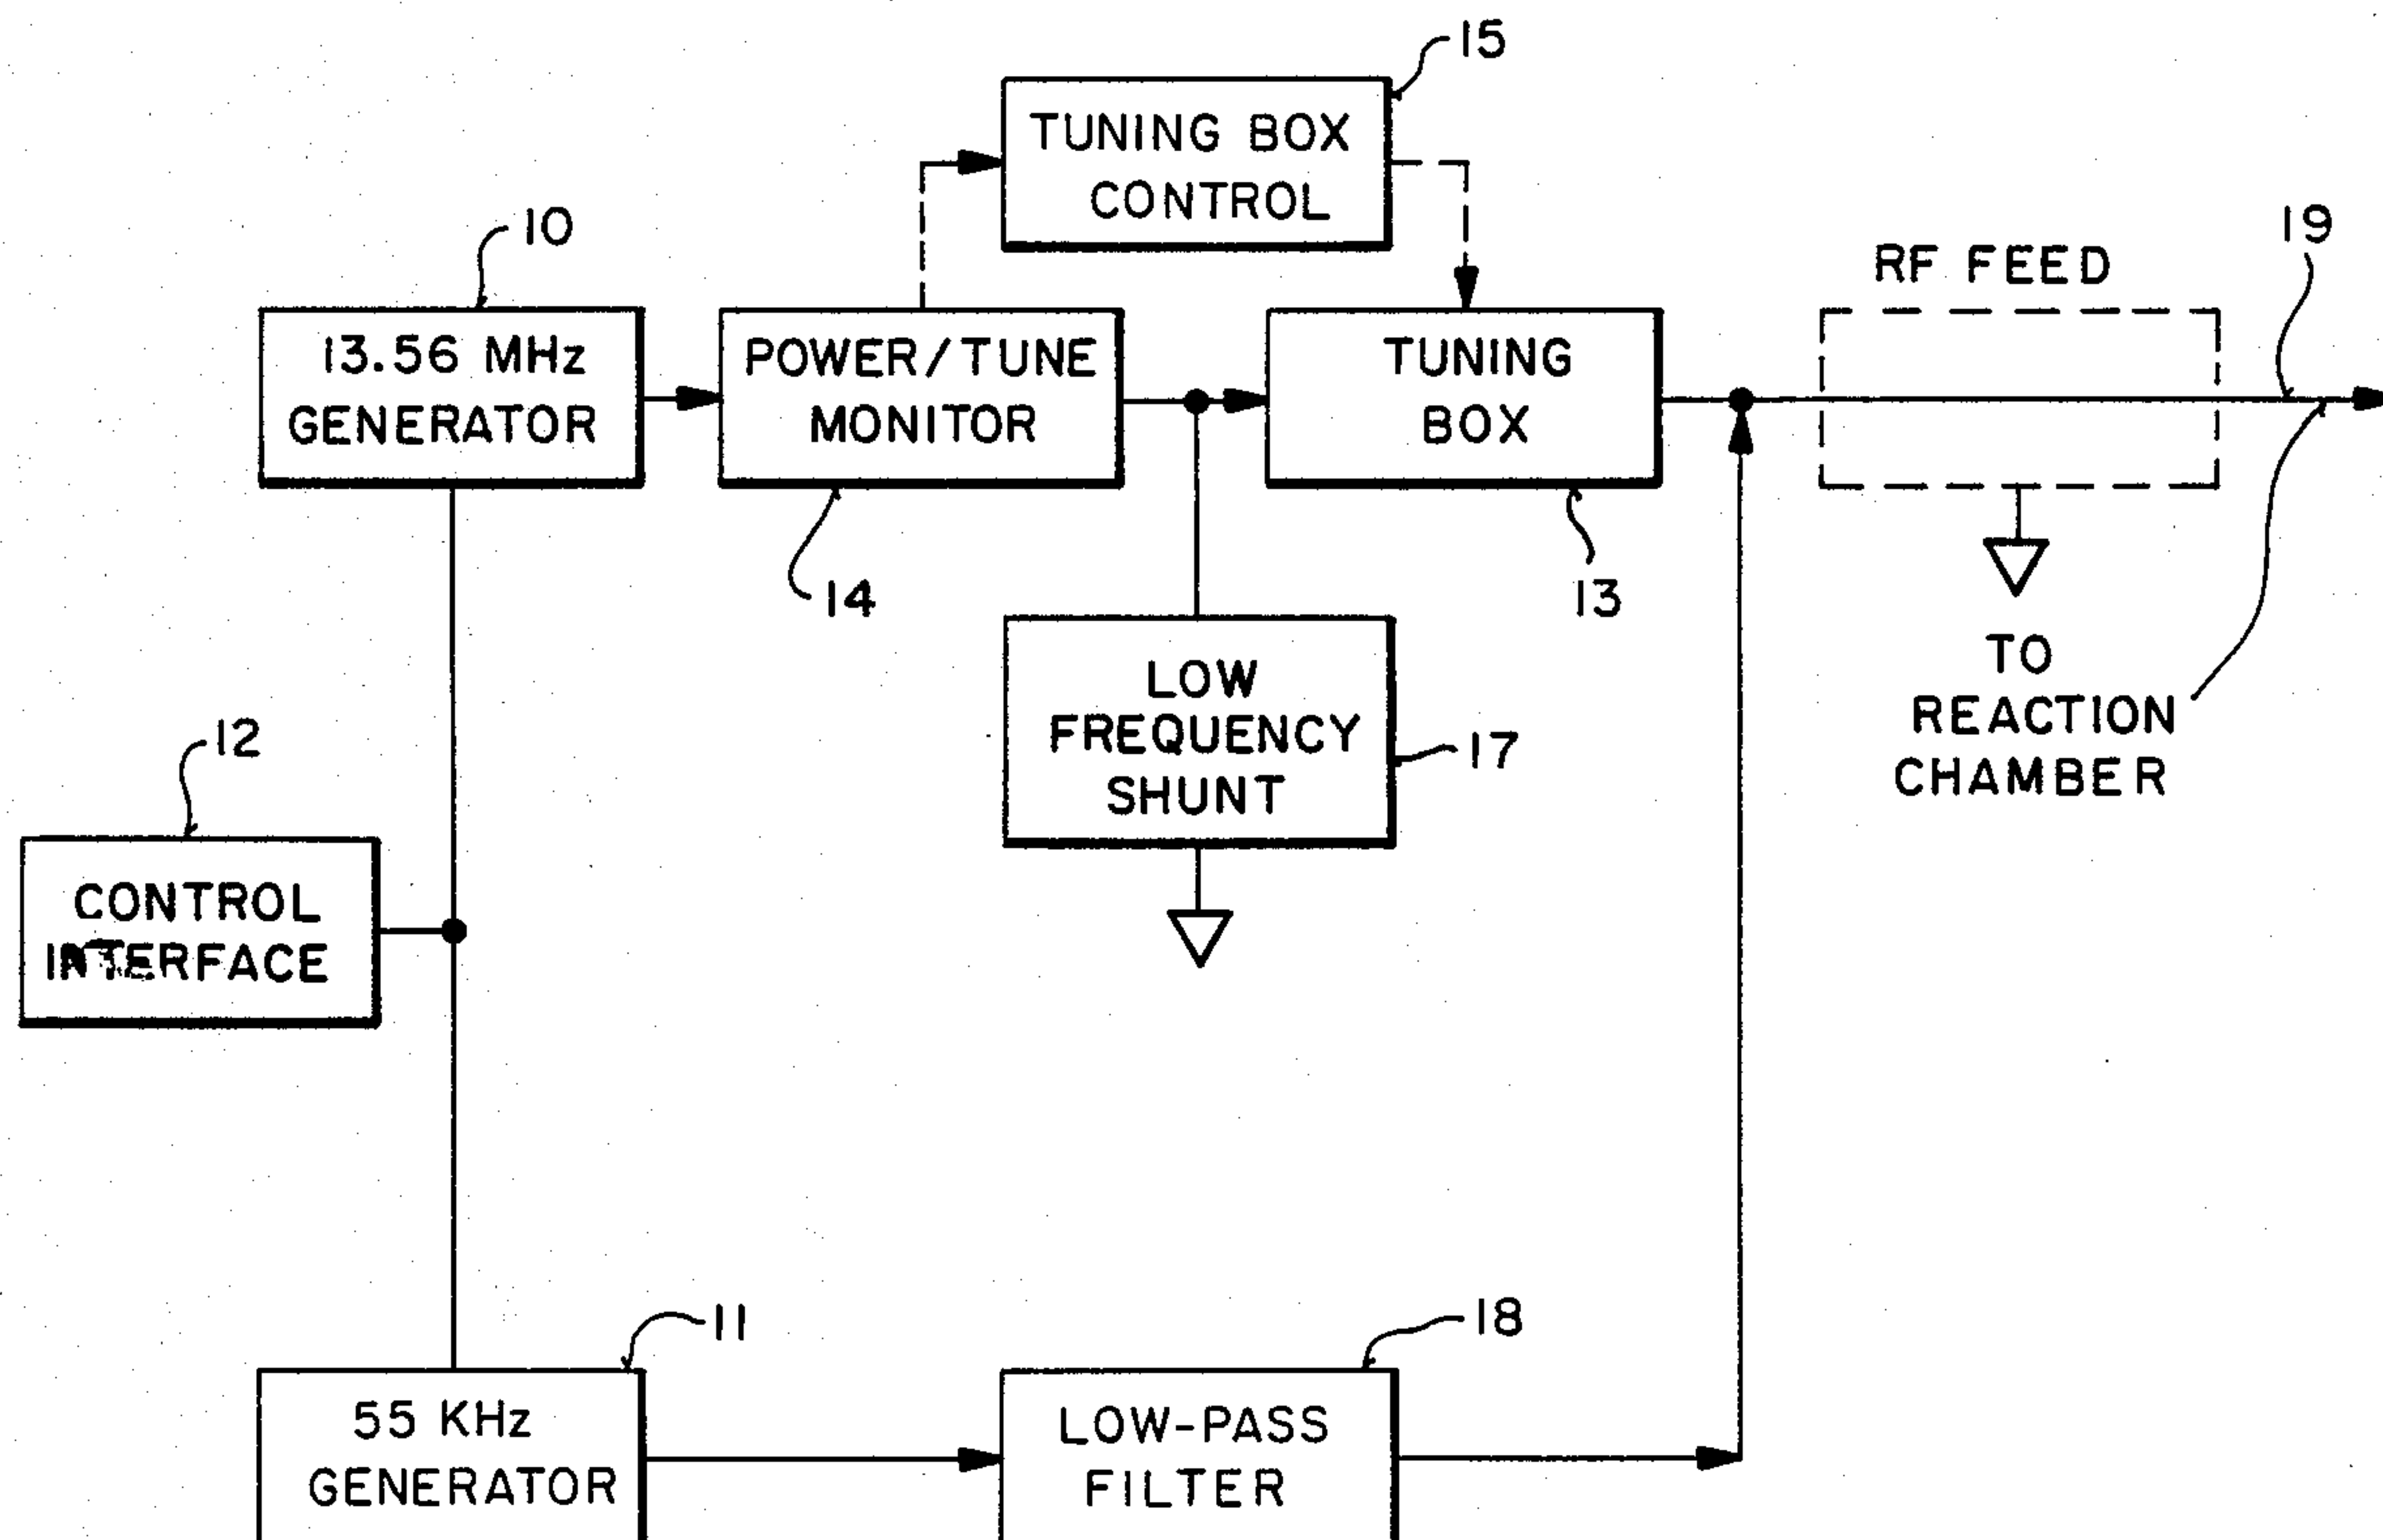 15
TUNING BOX
CONTROL
10
19
RF FEED
13.56 MHz
GENERATOR
POWER/TUNE
MONITOR
TUNING
BOX
14
13
TO
REACTION
CHAMBER
LOW
FREQUENCY
SHUNT
17
12
CONTROL
INTERFACE
11
18
55 KHz
GENERATOR
LOW-PASS
FILTER